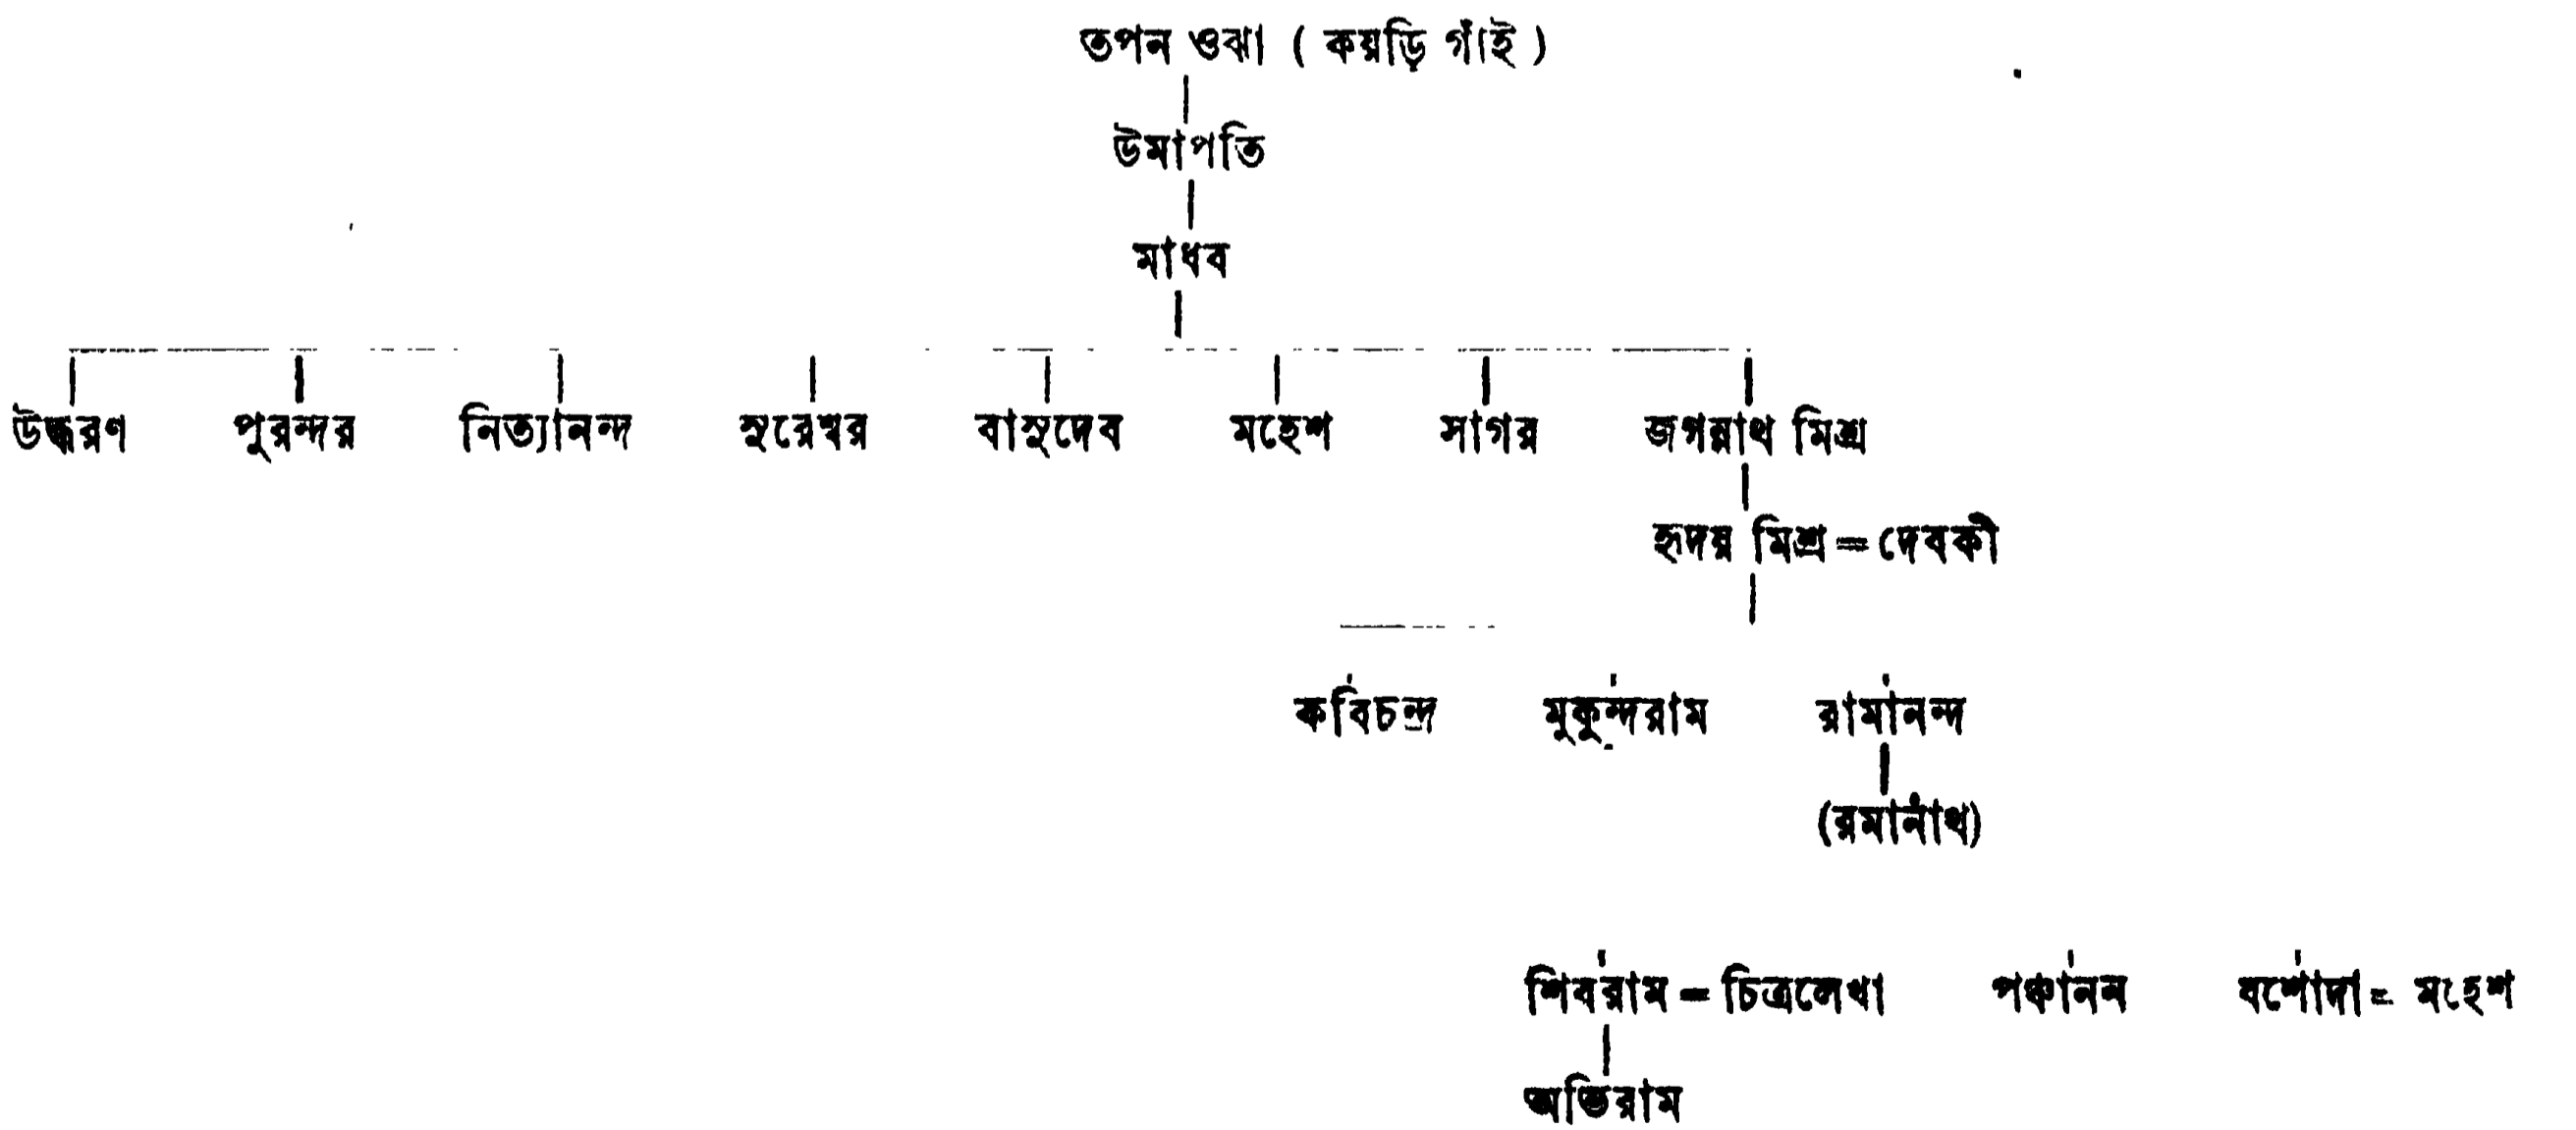 তপন ওঝা ( কয়ড়ি গাঁই )
উমাপতি
মাধব
উদ্ধরণ পুরন্দর নিত্যানন্দ সুরেশ্বর বাসুদেব মহেশ সাগর জগন্নাথ মিশ্র
হৃদয় মিশ্র = দেবকী
কবিচন্দ্র মুকুন্দরাম রামানন্দ
(রমানাথ)
শিবরাম = চিত্রলেখা পঞ্চানন যশোদা = মহেশ
অভিরাম